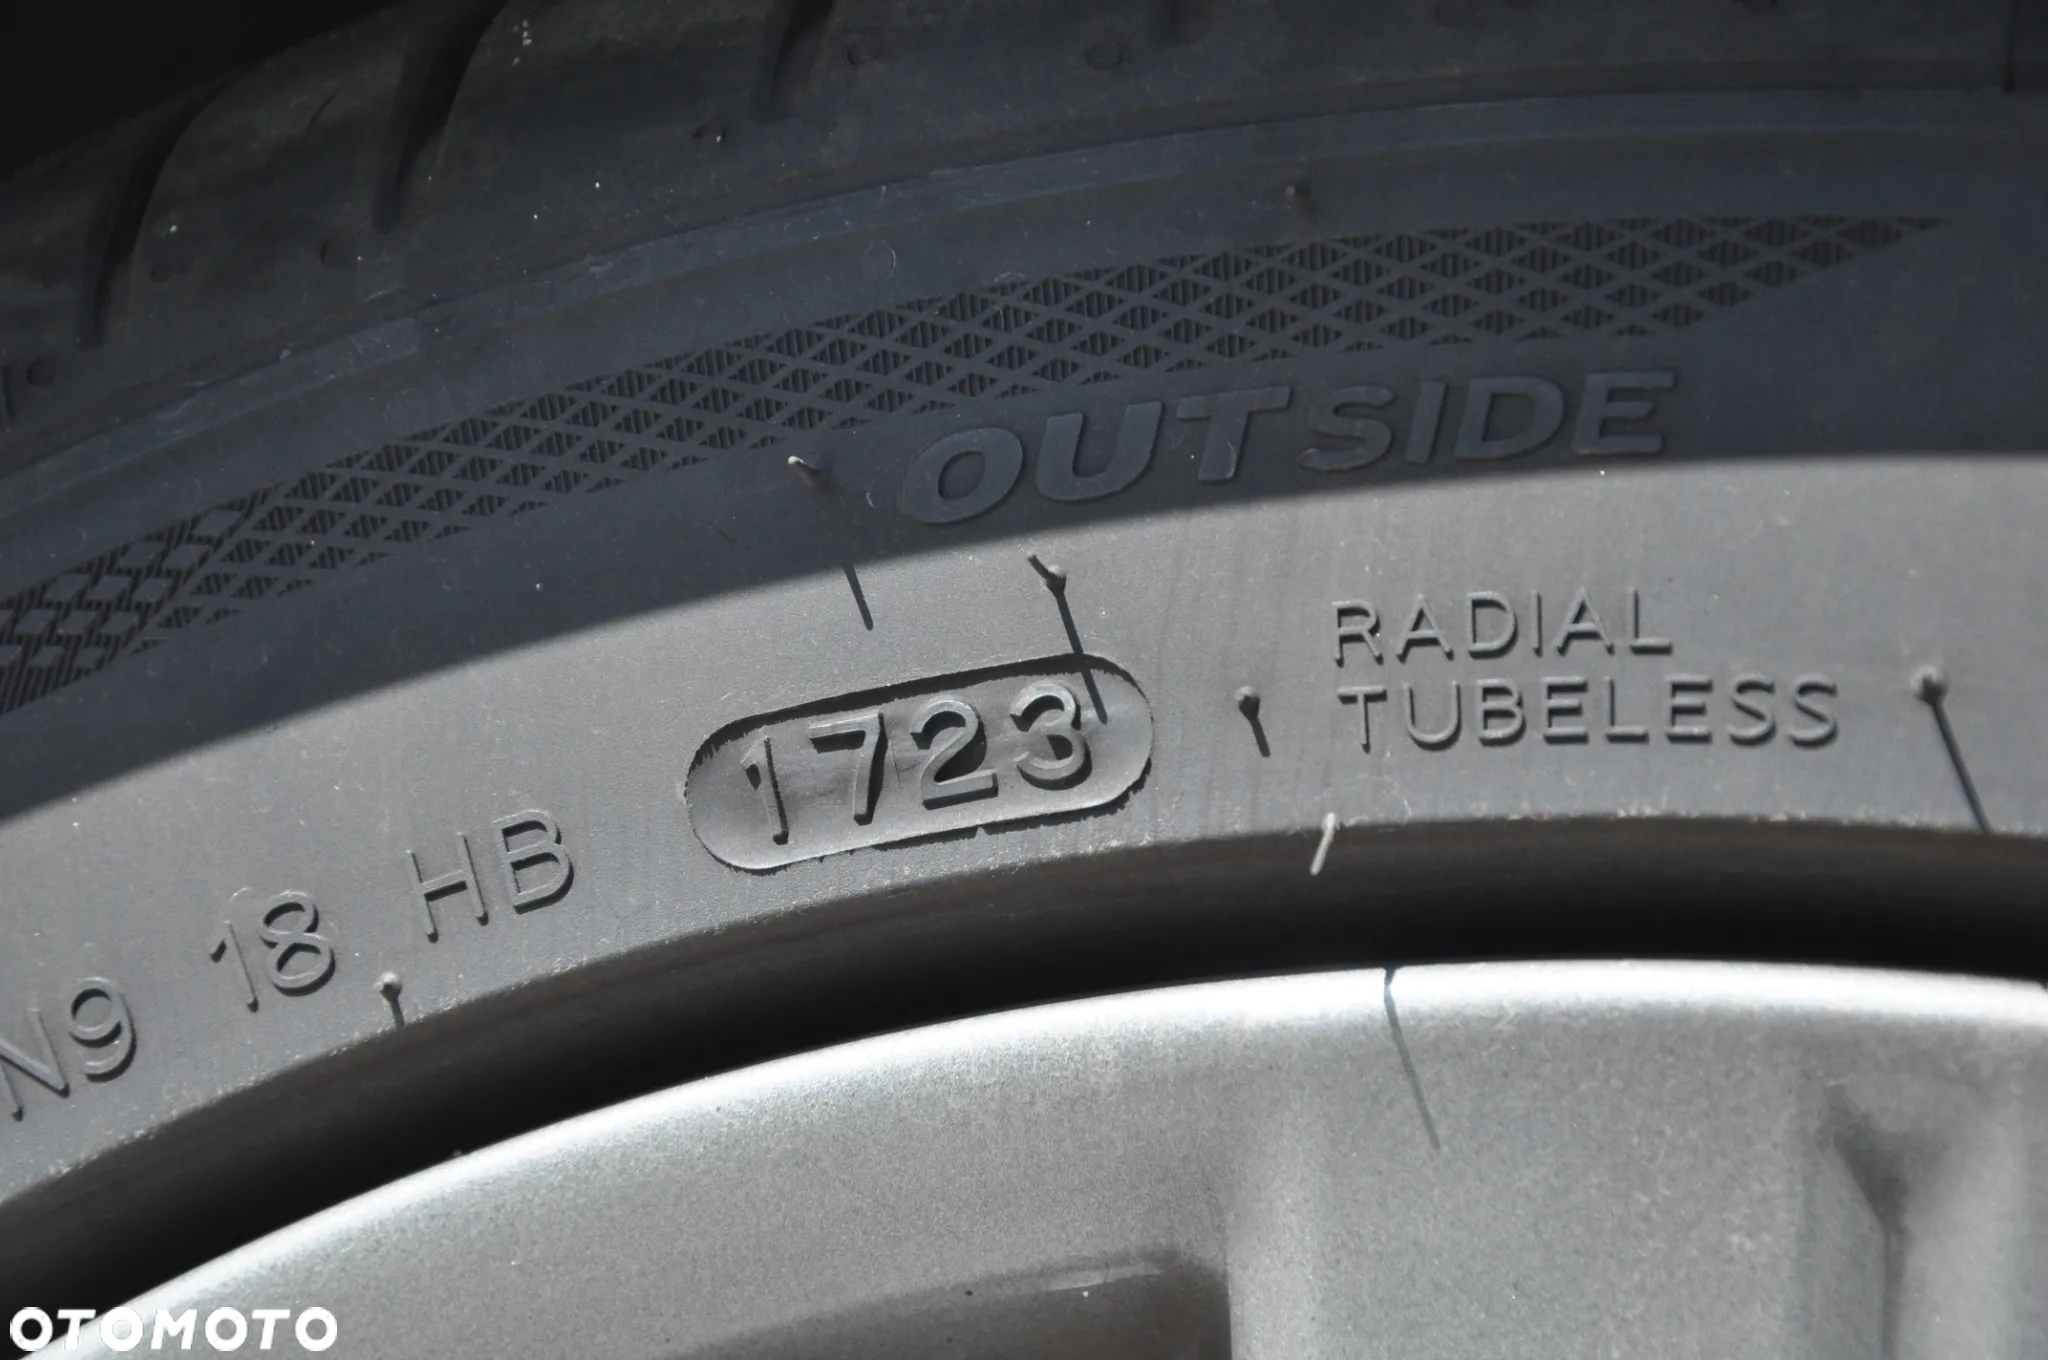 OUTSIDE
RADIAL
TUBELESS
N9 18 HB 1723
OTOMOTO